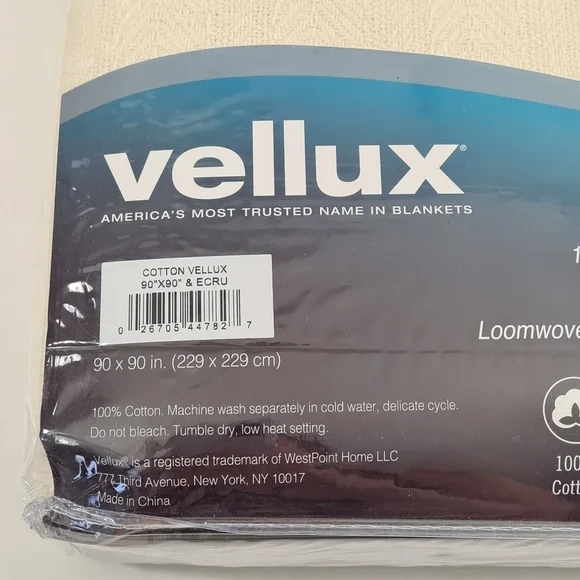 vellux®
AMERICA'S MOST TRUSTED NAME IN BLANKETS
COTTON VELLUX
90"X90" & ECRU
0 26705 44782 7
90 x 90 in. (229 x 229 cm)
Loomwove
100% Cotton. Machine wash separately in cold water, delicate cycle.
Do not bleach. Tumble dry, low heat setting.
100
Cott
Vellux® is a registered trademark of WestPoint Home LLC
777 Third Avenue, New York, NY 10017
Made in China